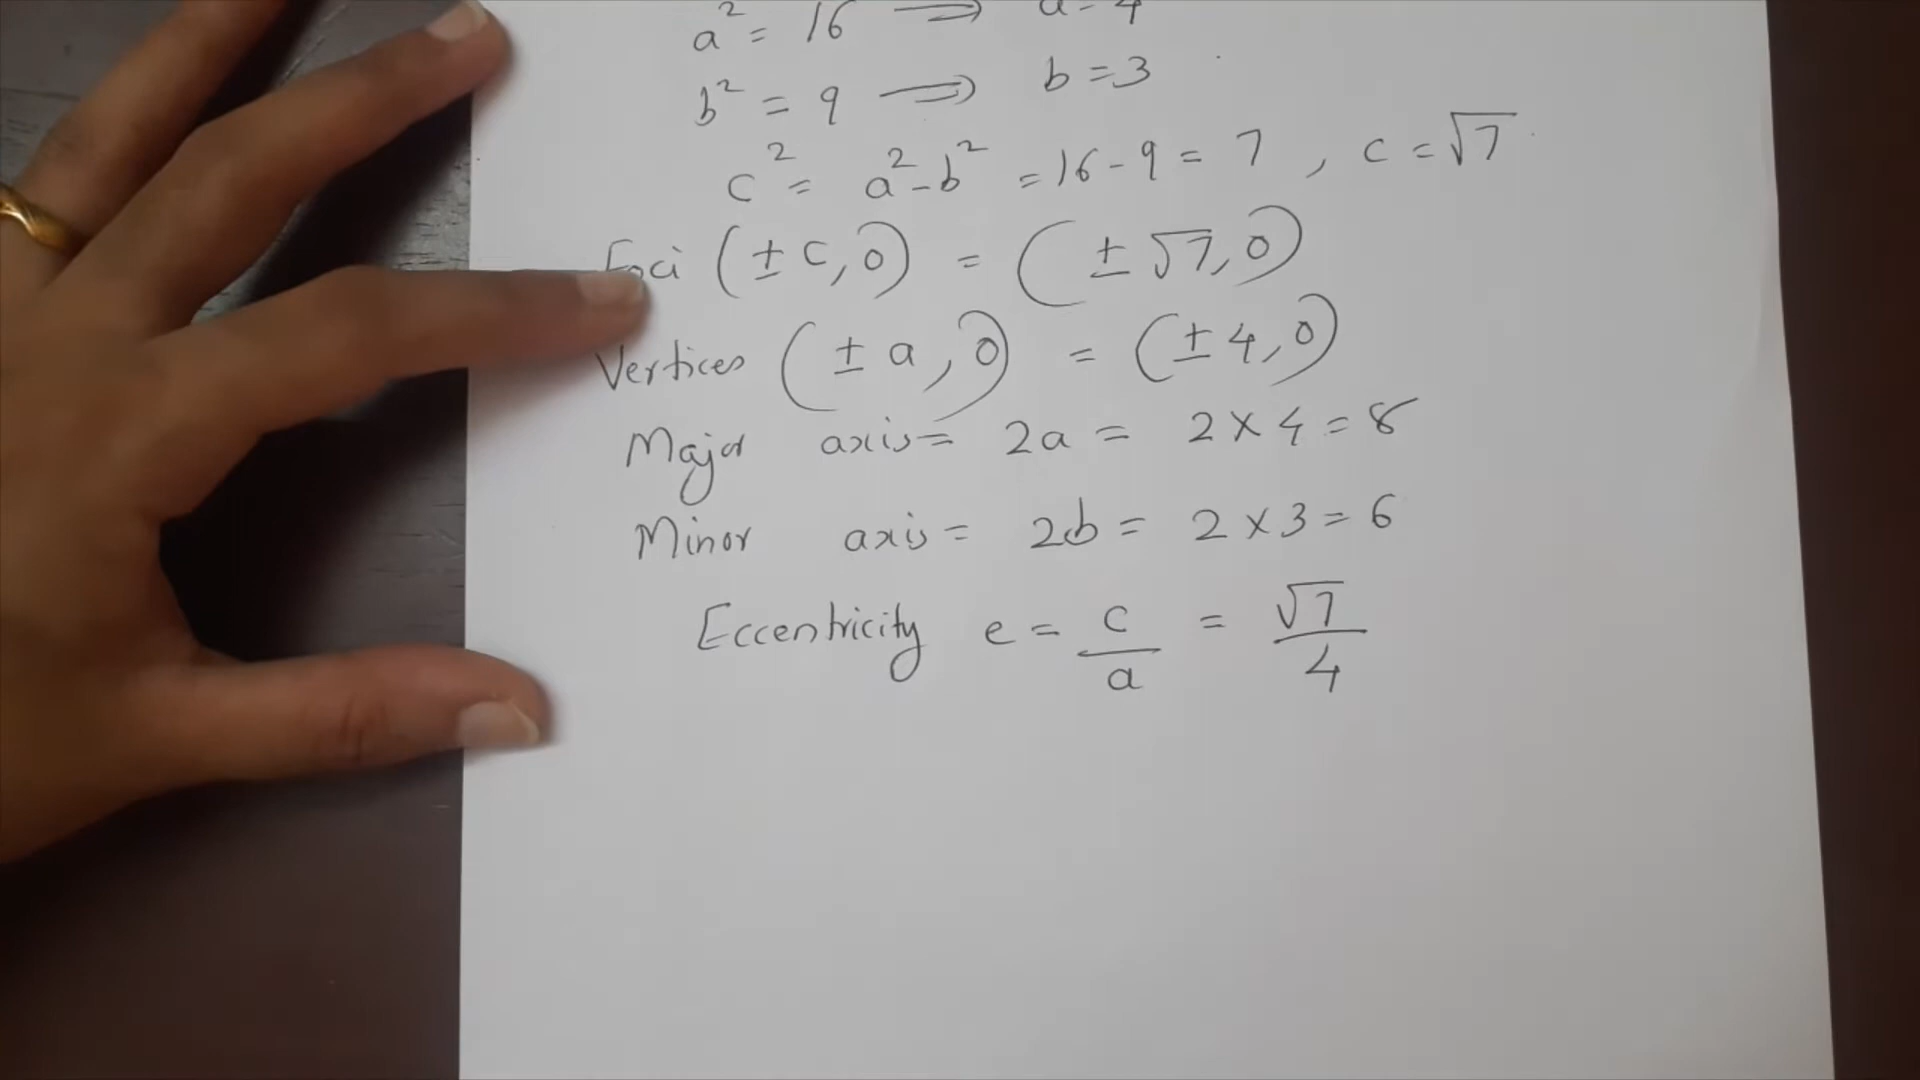 a² = 16 ⟹ a = 4
b² = 9 ⟹ b = 3
c² = a² - b² = 16 - 9 = 7 , c = √7
Foci (± c, 0) = (± √7, 0)
Vertices (± a, 0) = (± 4, 0)
Major axis = 2a = 2 × 4 = 8
Minor axis = 2b = 2 × 3 = 6
Eccentricity e = c/a = √7/4